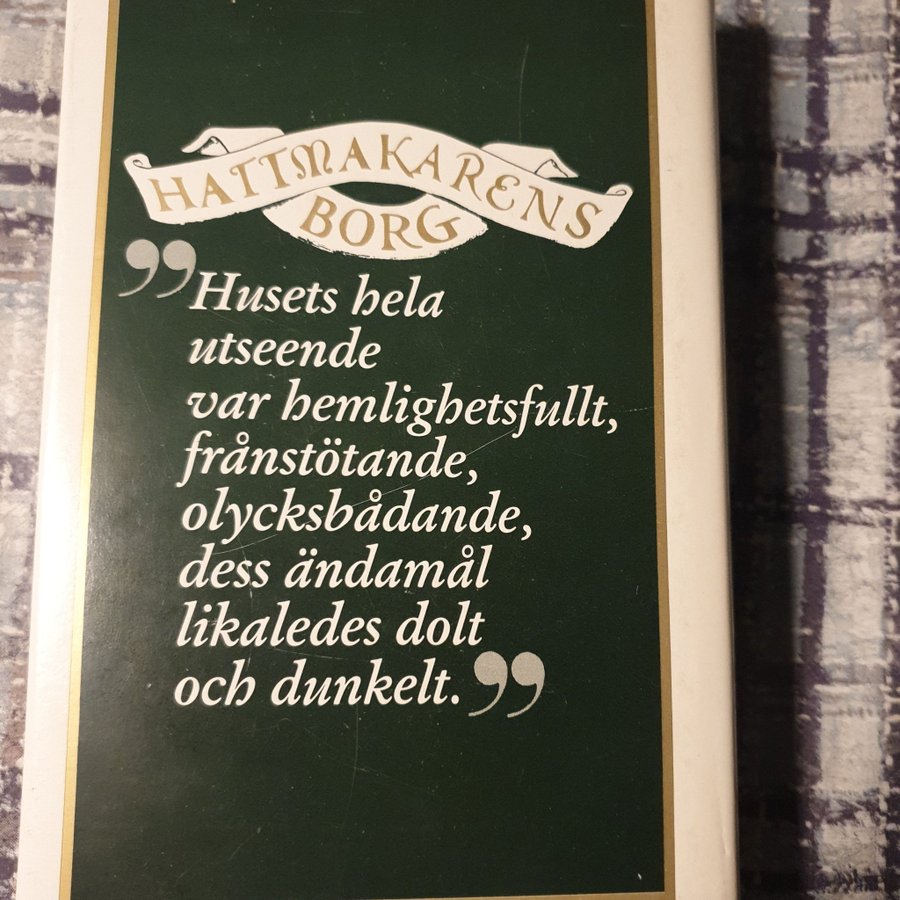 HATTMAKARENS
BORG
”Husets hela
utseende
var hemlighetsfullt,
frånstötande,
olycksbådande,
dess ändamål
likaledes dolt
och dunkelt.”